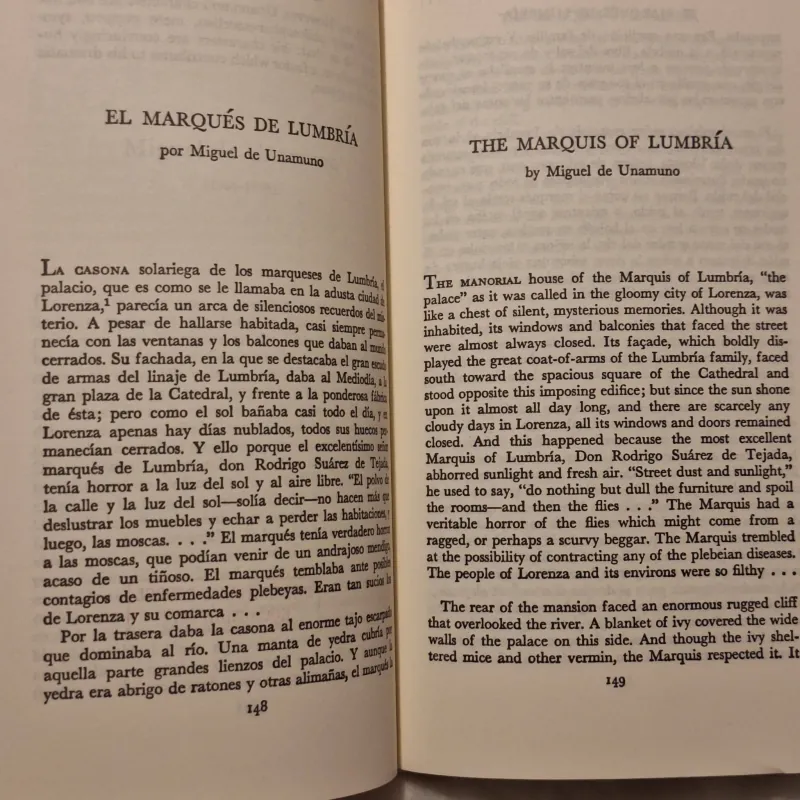 EL MARQUÉS DE LUMBRÍA
por Miguel de Unamuno
LA CASONA solariega de los marqueses de Lumbría, el
palacio, que es como se le llamaba en la adusta ciudad de
Lorenza,¹ parecía un arca de silenciosos recuerdos del mis-
terio. A pesar de hallarse habitada, casi siempre perma-
necía con las ventanas y los balcones que daban al mundo
cerrados. Su fachada, en la que se destacaba el gran escudo
de armas del linaje de Lumbría, daba al Mediodía, a la
gran plaza de la Catedral, y frente a la ponderosa fábrica
de ésta; pero como el sol bañaba casi todo el día, y en
Lorenza apenas hay días nublados, todos sus huecos per-
manecían cerrados. Y ello porque el excelentísimo señor
marqués de Lumbría, don Rodrigo Suárez de Tejada,
tenía horror a la luz del sol y al aire libre. "El polvo de
la calle y la luz del sol—solía decir—no hacen más que
deslustrar los muebles y echar a perder las habitaciones, y
luego, las moscas. . . ." El marqués tenía verdadero horror
a las moscas, que podían venir de un andrajoso mendigo,
acaso de un tiñoso. El marqués temblaba ante posibles
contagios de enfermedades plebeyas. Eran tan sucios los
de Lorenza y su comarca . . .
Por la trasera daba la casona al enorme tajo escarpado
que dominaba al río. Una manta de yedra cubría por
aquella parte grandes lienzos del palacio. Y aunque la
yedra era abrigo de ratones y otras alimañas, el marqués la
148
THE MARQUIS OF LUMBRÍA
by Miguel de Unamuno
THE MANORIAL house of the Marquis of Lumbría, "the
palace" as it was called in the gloomy city of Lorenza, was
like a chest of silent, mysterious memories. Although it was
inhabited, its windows and balconies that faced the street
were almost always closed. Its façade, which boldly dis-
played the great coat-of-arms of the Lumbría family, faced
south toward the spacious square of the Cathedral and
stood opposite this imposing edifice; but since the sun shone
upon it almost all day long, and there are scarcely any
cloudy days in Lorenza, all its windows and doors remained
closed. And this happened because the most excellent
Marquis of Lumbría, Don Rodrigo Suárez de Tejada,
abhorred sunlight and fresh air. "Street dust and sunlight,"
he used to say, "do nothing but dull the furniture and spoil
the rooms—and then the flies . . ." The Marquis had a
veritable horror of the flies which might come from a
ragged, or perhaps a scurvy beggar. The Marquis trembled
at the possibility of contracting any of the plebeian diseases.
The people of Lorenza and its environs were so filthy . . .
The rear of the mansion faced an enormous rugged cliff
that overlooked the river. A blanket of ivy covered the wide
walls of the palace on this side. And though the ivy shel-
tered mice and other vermin, the Marquis respected it. It
149